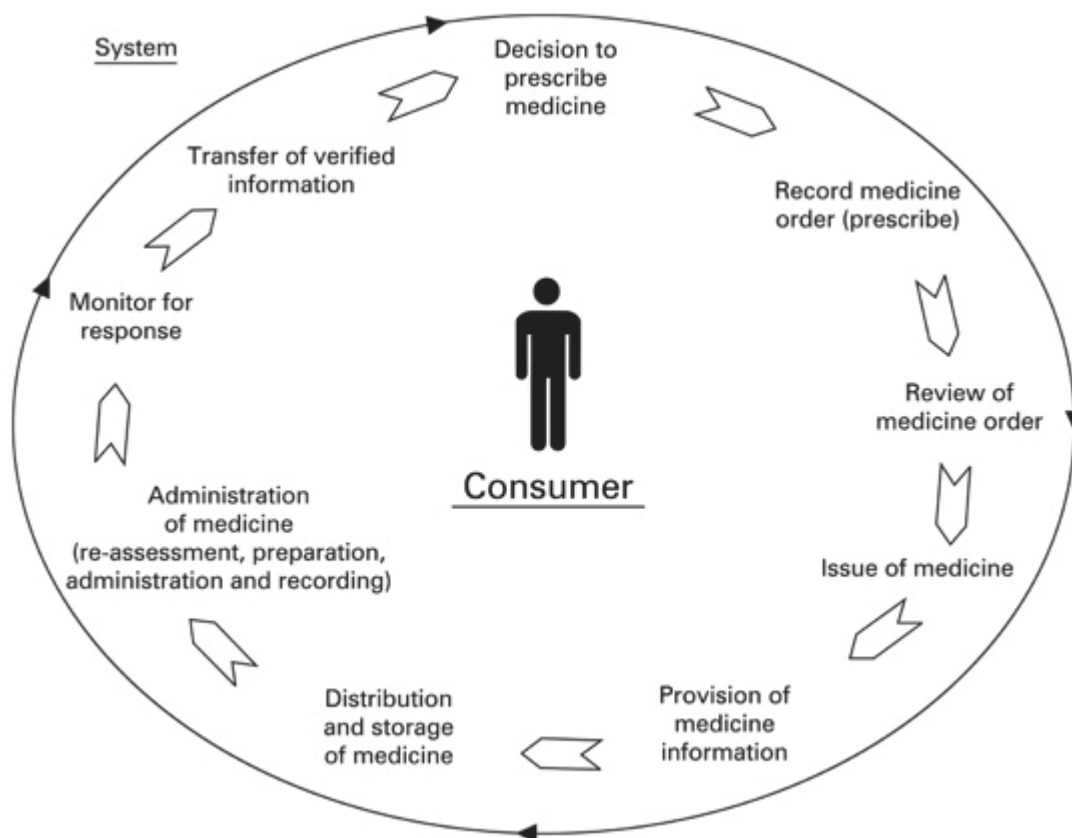 System
Decision to
prescribe
medicine
Record medicine
order (prescribe)
Review of
medicine order
Issue of medicine
Provision of
medicine
information
Distribution
and storage
of medicine
Administration
of medicine
(re-assessment, preparation,
administration and recording)
Monitor for
response
Transfer of verified
information
Consumer